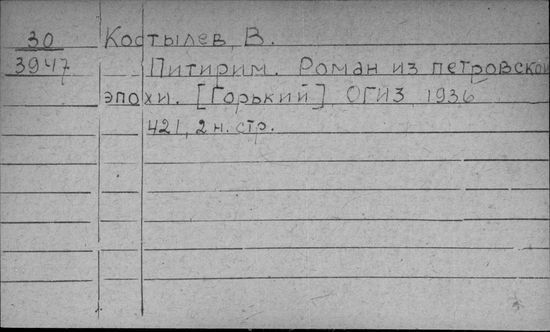 30 Костылев, В.
3947 Питирим. Роман из петровской
эпохи. [Горький] ОГИЗ 1936
421, 2 н. стр.